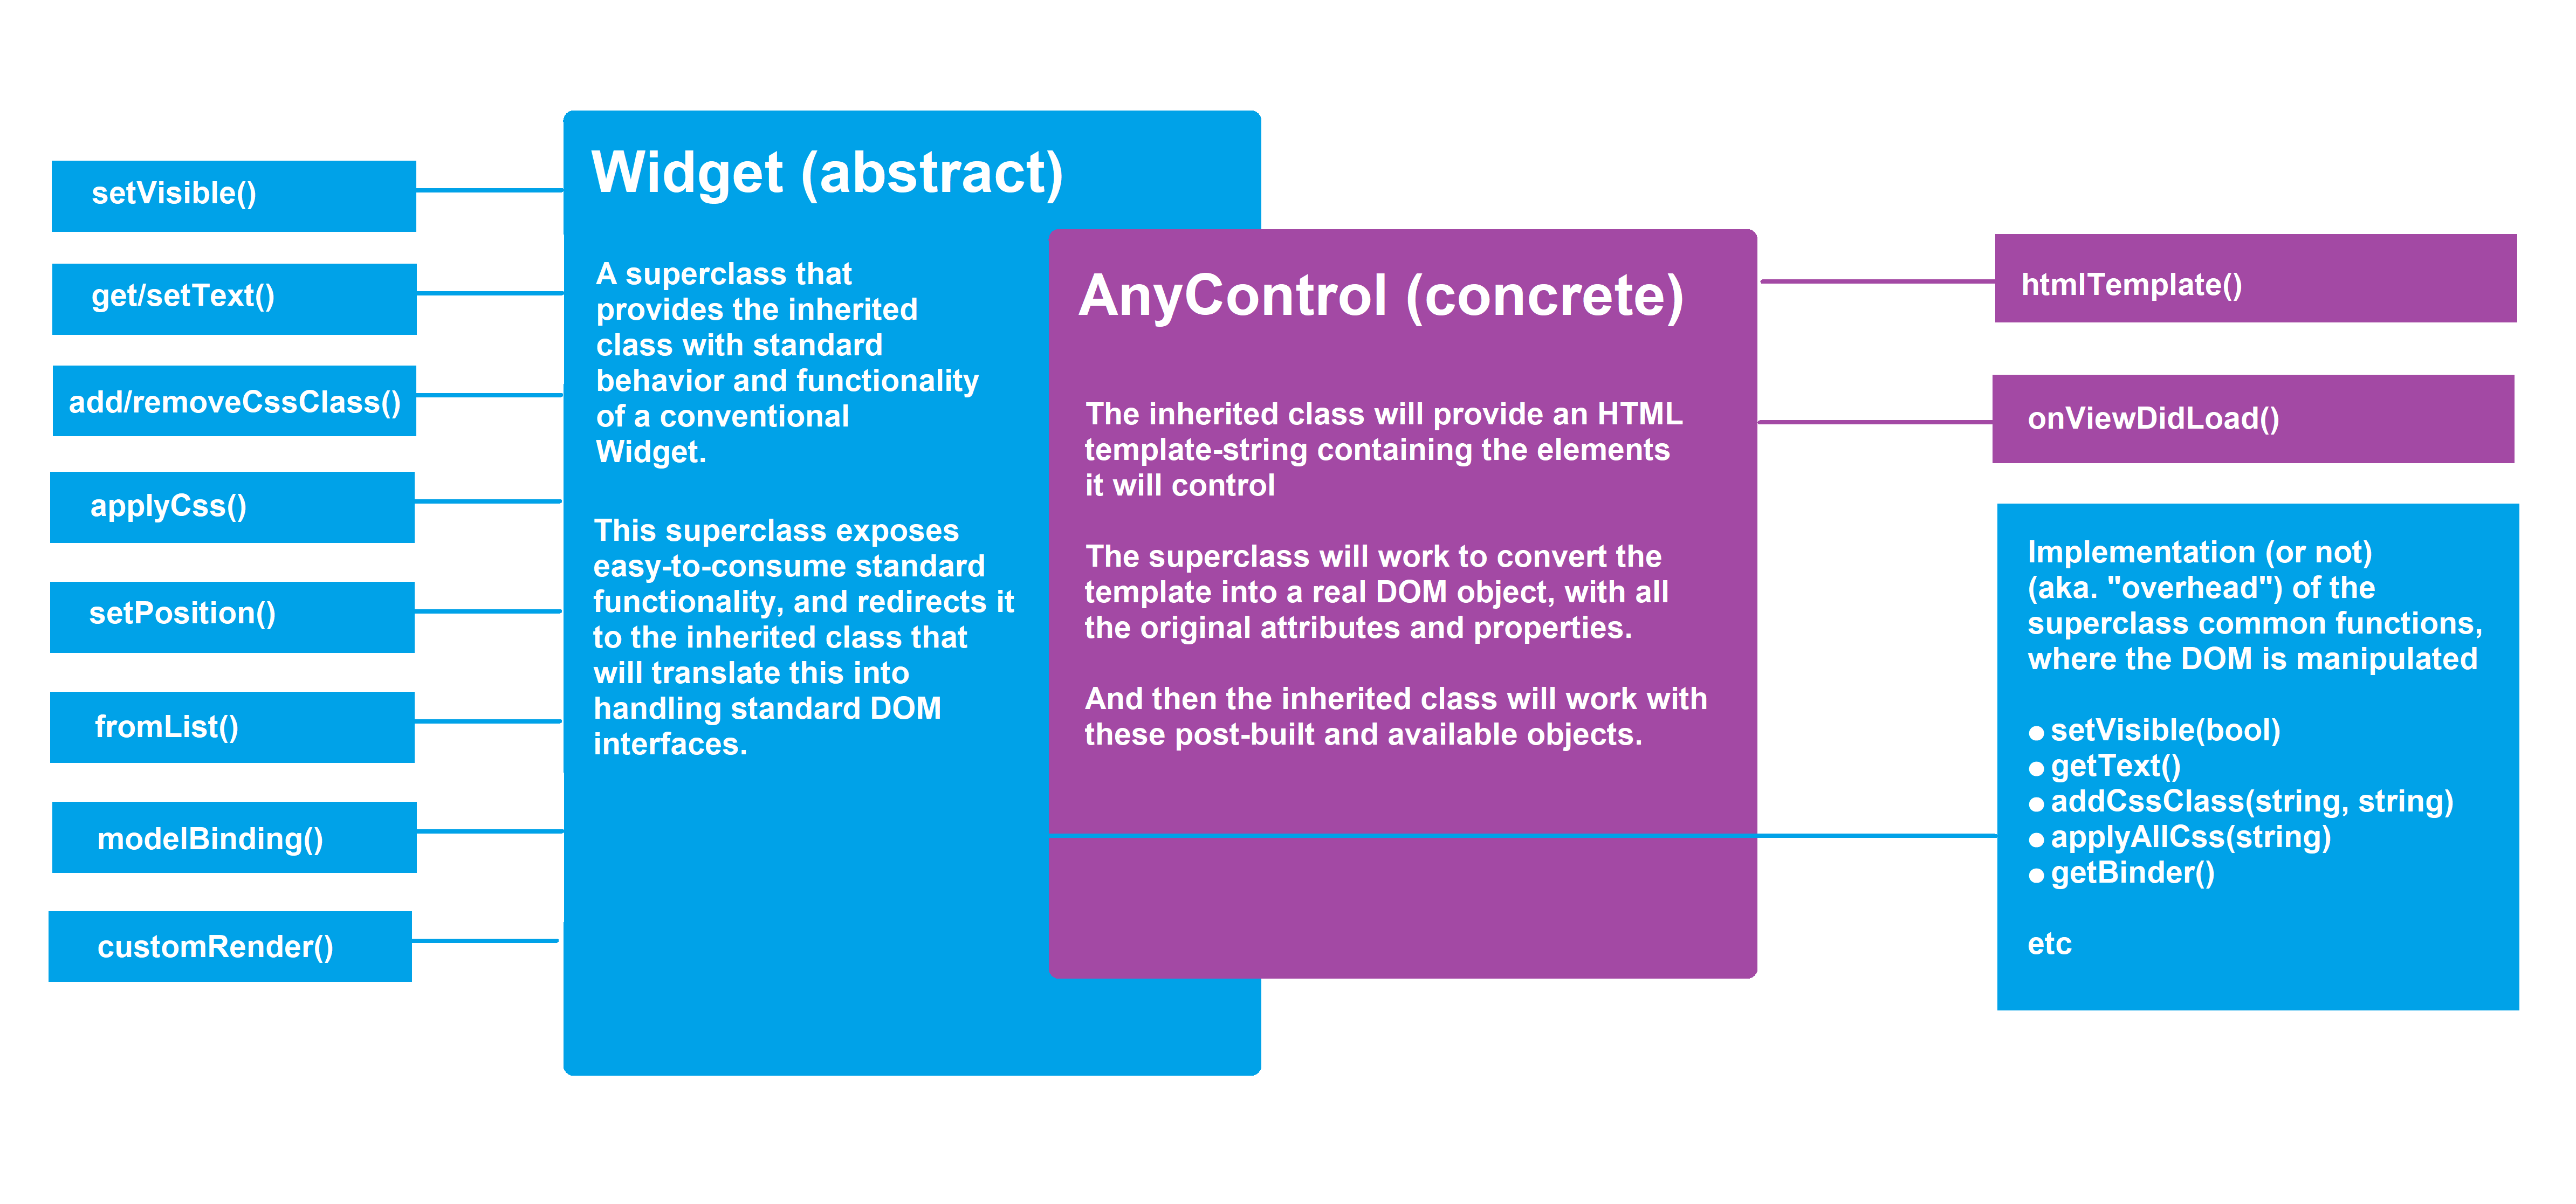 setVisible()
get/setText()
add/removeCssClass()
applyCss()
setPosition()
fromList()
modelBinding()
customRender()
Widget (abstract)
A superclass that
provides the inherited
class with standard
behavior and functionality
of a conventional
Widget.
This superclass exposes
easy-to-consume standard
functionality, and redirects it
to the inherited class that
will translate this into
handling standard DOM
interfaces.
AnyControl (concrete)
The inherited class will provide an HTML
template-string containing the elements
it will control
The superclass will work to convert the
template into a real DOM object, with all
the original attributes and properties.
And then the inherited class will work with
these post-built and available objects.
htmlTemplate()
onViewDidLoad()
Implementation (or not)
(aka. "overhead") of the
superclass common functions,
where the DOM is manipulated
● setVisible(bool)
● getText()
● addCssClass(string, string)
● applyAllCss(string)
● getBinder()
etc